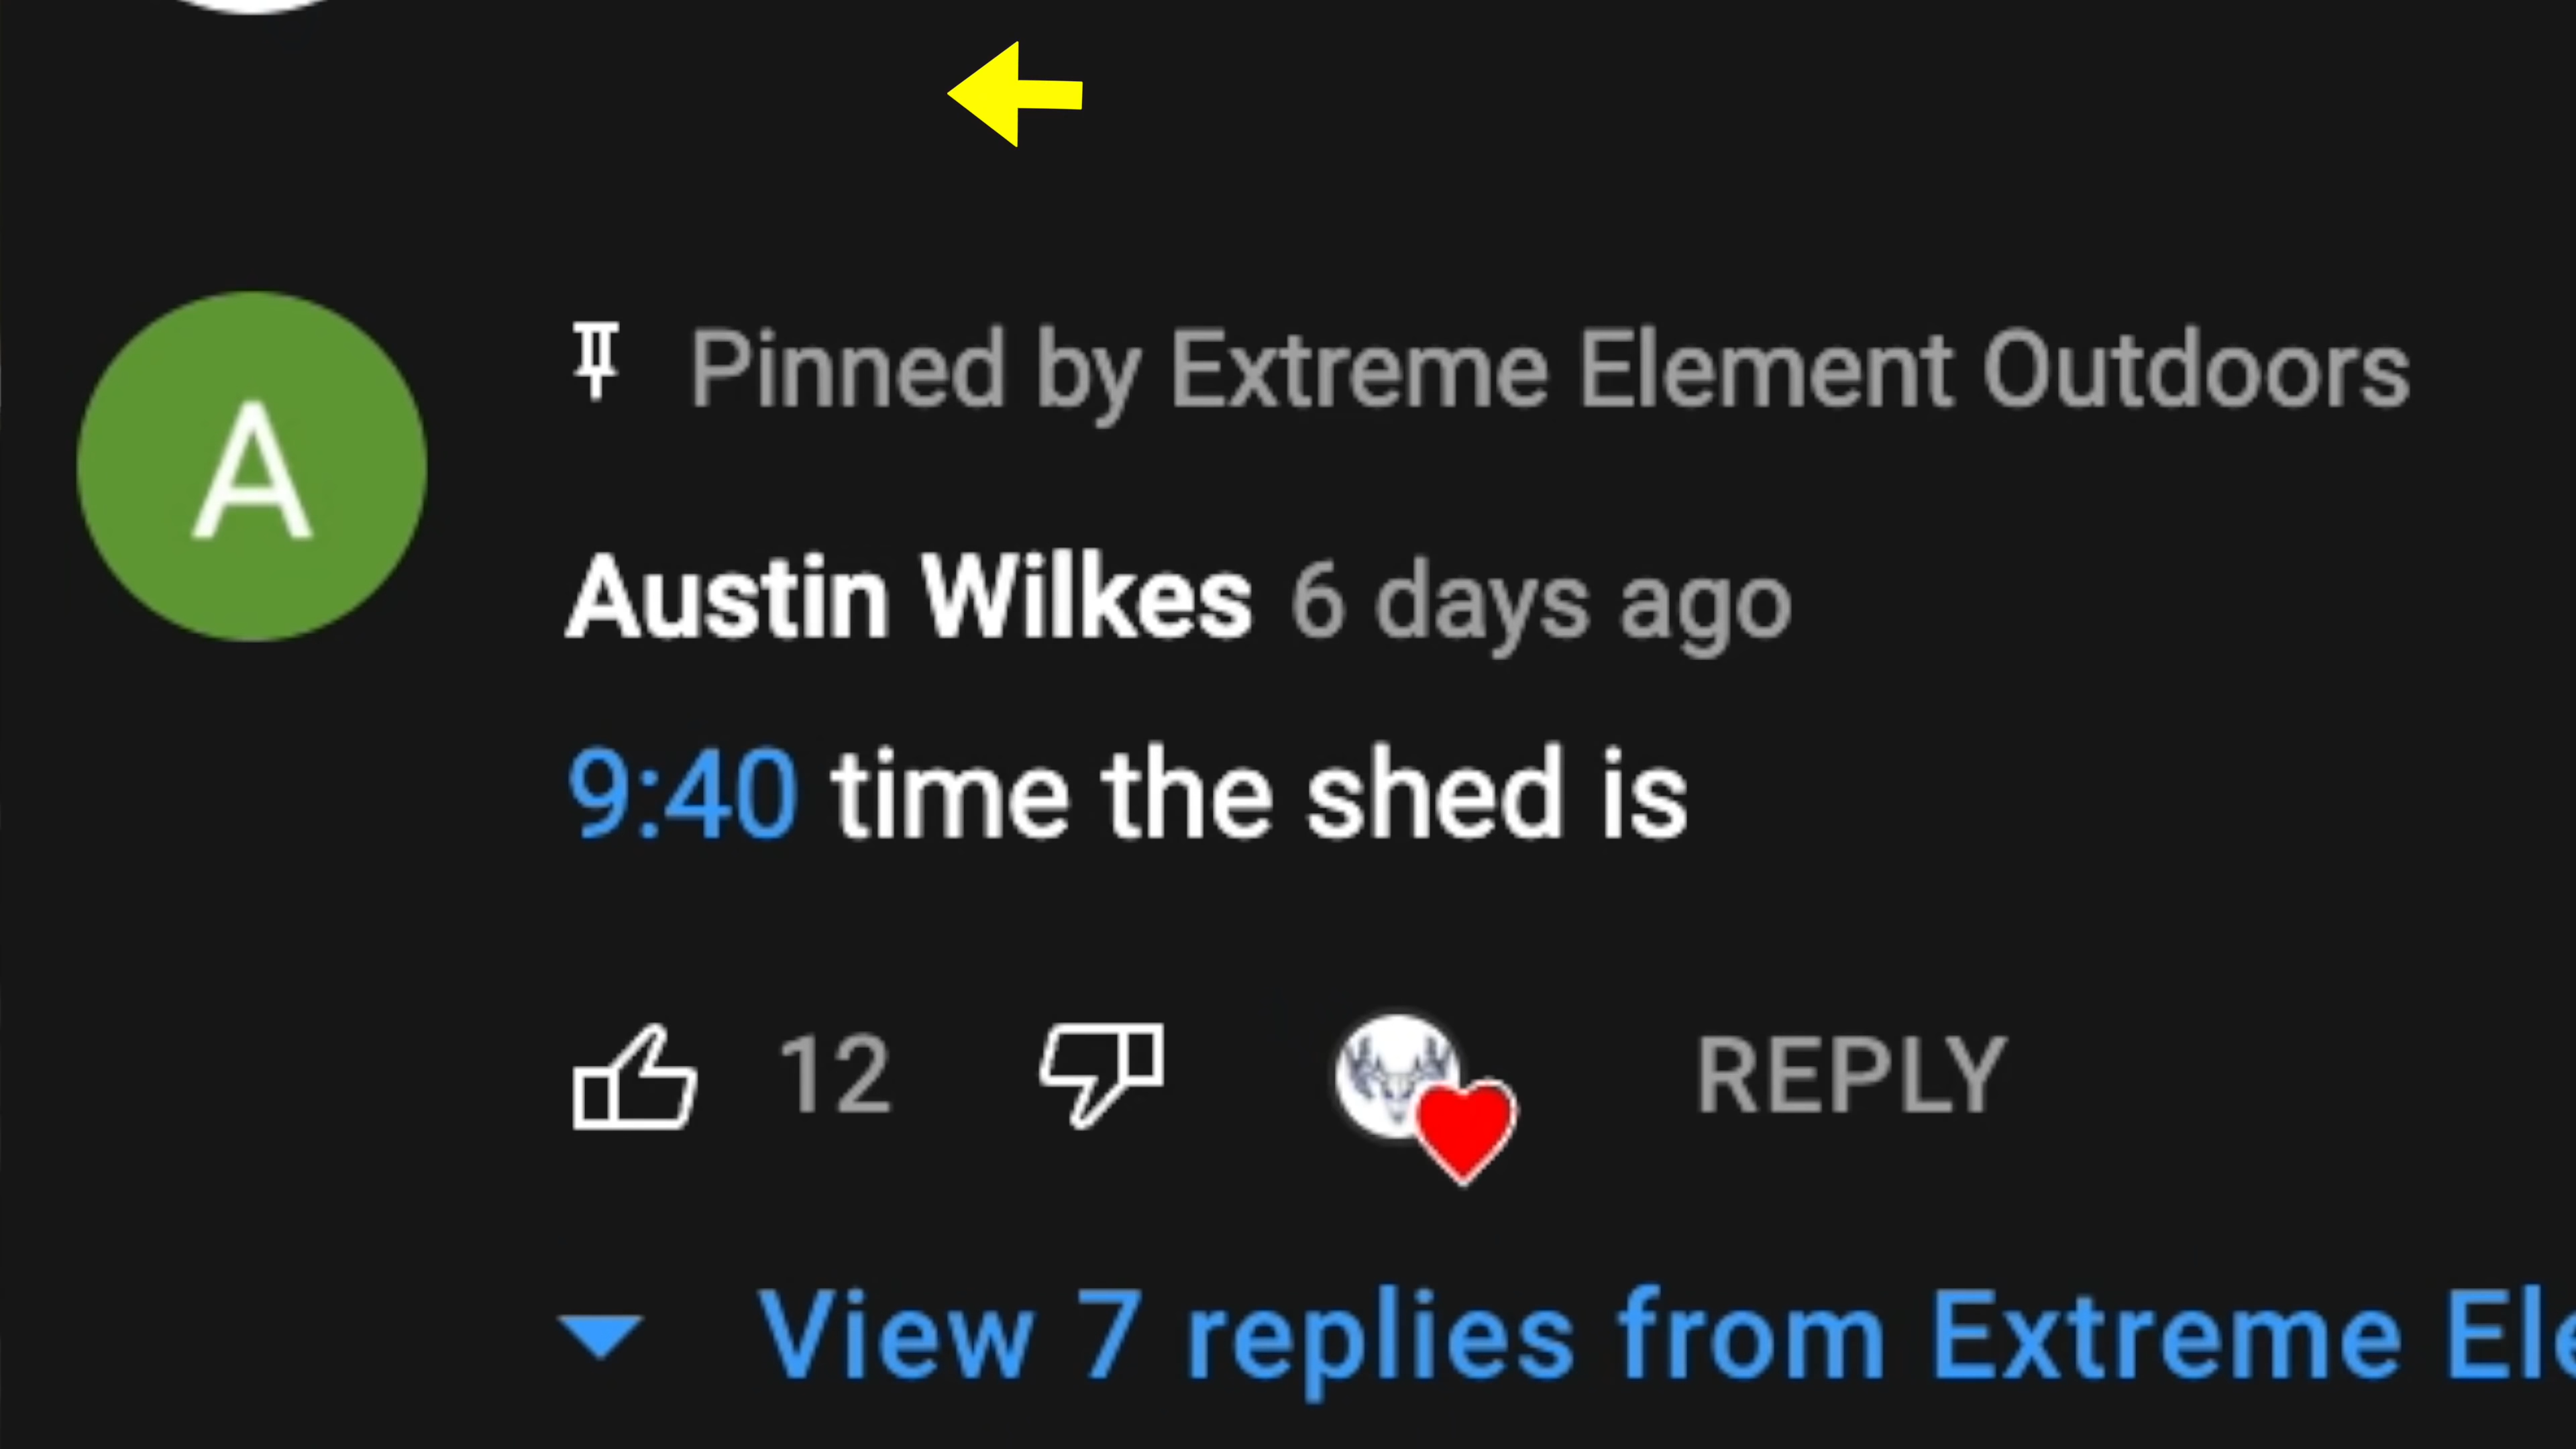 A
Pinned by Extreme Element Outdoors
Austin Wilkes 6 days ago
9:40 time the shed is
12 REPLY
View 7 replies from Extreme Ele